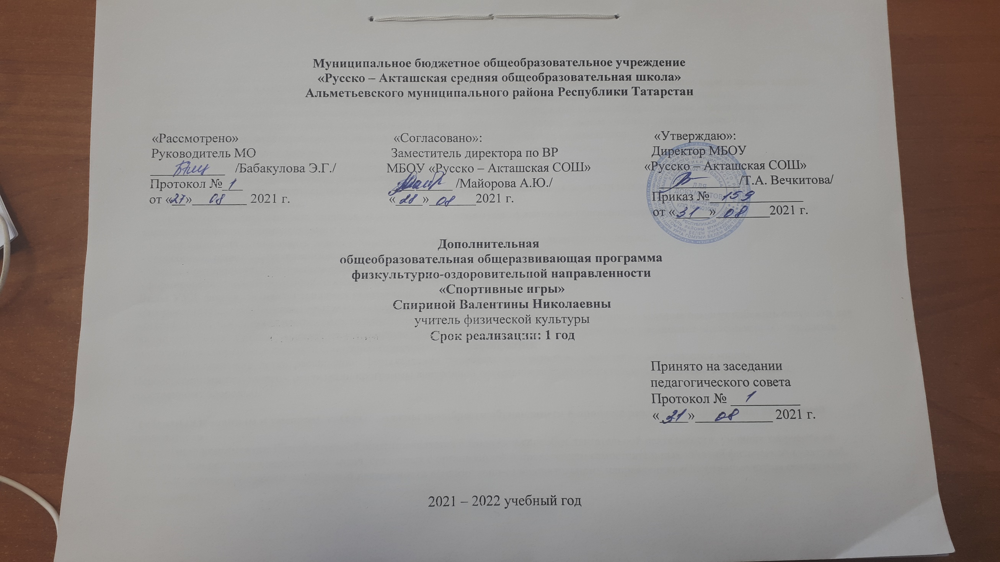 Муниципальное бюджетное общеобразовательное учреждение
«Русско – Акташская средняя общеобразовательная школа»
Альметьевского муниципального района Республики Татарстан
«Рассмотрено»
Руководитель МО
/Бабакулова Э.Г./
Протокол № 1
от «27» 08 2021 г.
«Согласовано»:
Заместитель директора по ВР
МБОУ «Русско – Акташская СОШ»
/Майорова А.Ю./
«28» 08 2021 г.
«Утверждаю»:
Директор МБОУ
«Русско – Акташская СОШ»
/Т.А. Вечкитова/
Приказ № 159
от «31» 08 2021 г.
ДЛЯ
ДОКУМЕНТОВ
Дополнительная
общеобразовательная общеразвивающая программа
физкультурно-оздоровительной направленности
«Спортивные игры»
Спириной Валентины Николаевны
учитель физической культуры
Срок реализации: 1 год
Принято на заседании
педагогического совета
Протокол № 1
«31» 08 2021 г.
2021 – 2022 учебный год